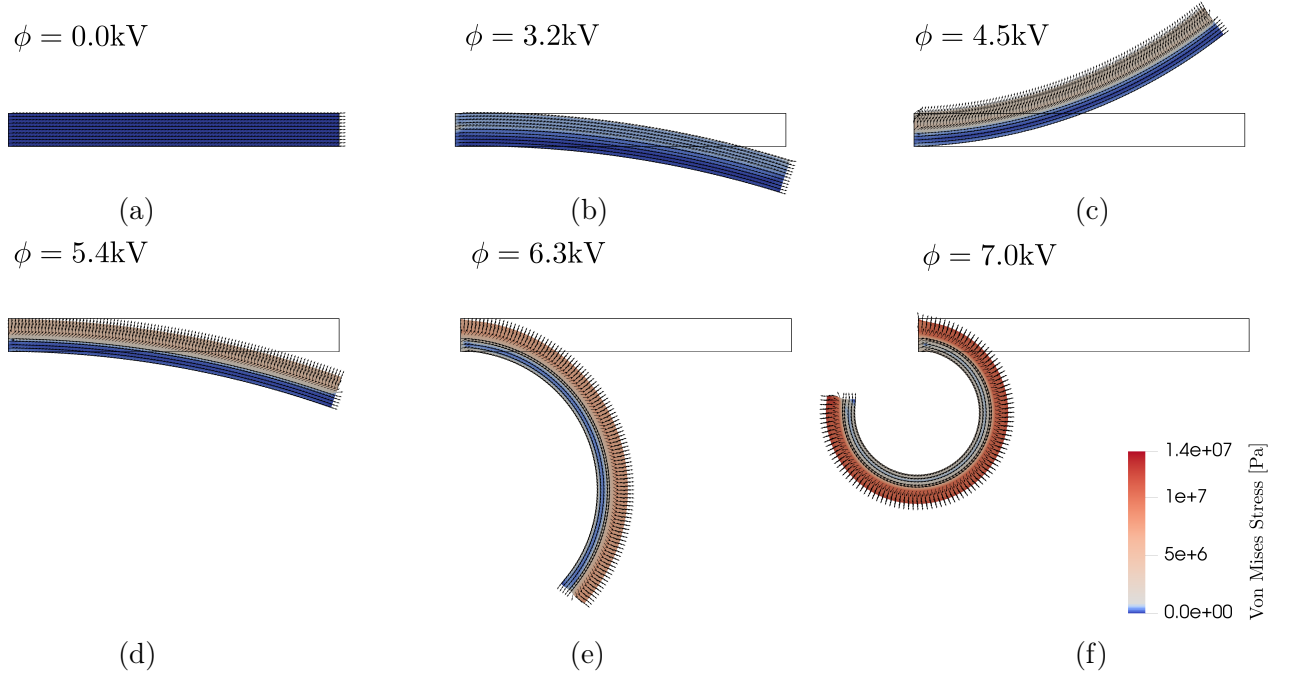 ϕ = 0.0kV
ϕ = 3.2kV
ϕ = 4.5kV
(a)
(b)
(c)
ϕ = 5.4kV
ϕ = 6.3kV
ϕ = 7.0kV
1.4e+07
1e+7
5e+6
0.0e+00
Von Mises Stress [Pa]
(d)
(e)
(f)